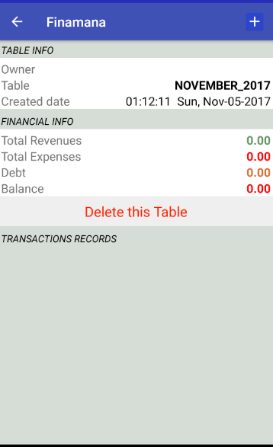 ← Finamana +
TABLE INFO
Owner
Table NOVEMBER_2017
Created date 01:12:11 Sun, Nov-05-2017
FINANCIAL INFO
Total Revenues 0.00
Total Expenses 0.00
Debt 0.00
Balance 0.00
Delete this Table
TRANSACTIONS RECORDS